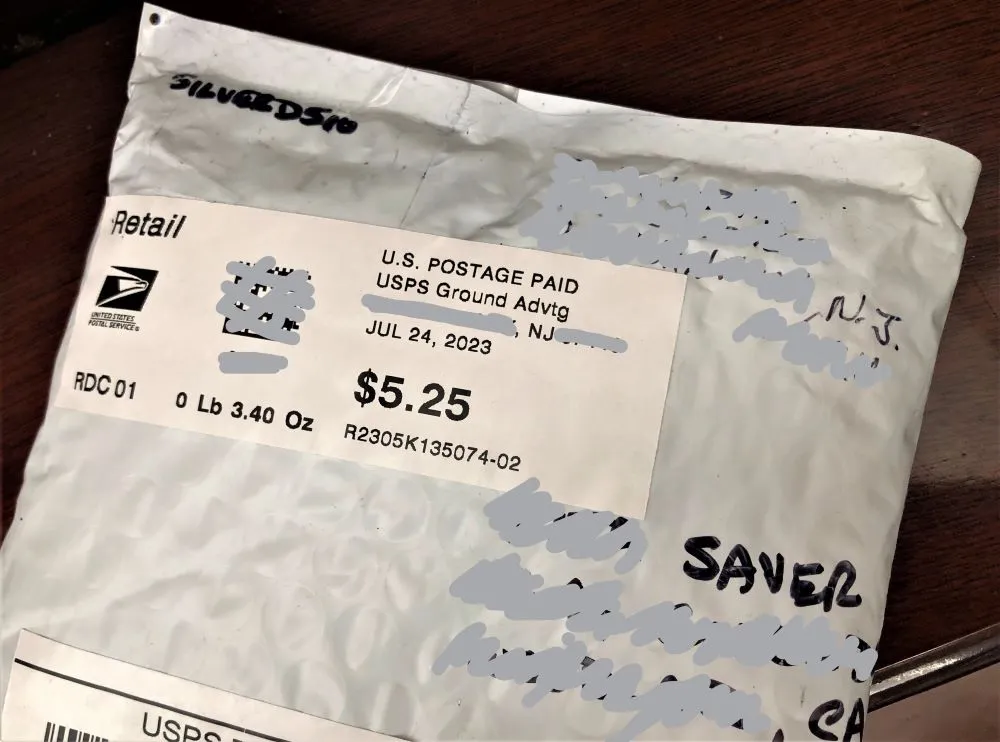 SILVERDS10
Retail
UNITED STATES
POSTAL SERVICE®
U.S. POSTAGE PAID
USPS Ground Advtg
, NJ
JUL 24, 2023
N.J.
$5.25
RDC 01
0 Lb 3.40 Oz
R2305K135074-02
SAVER
, CA
USPS